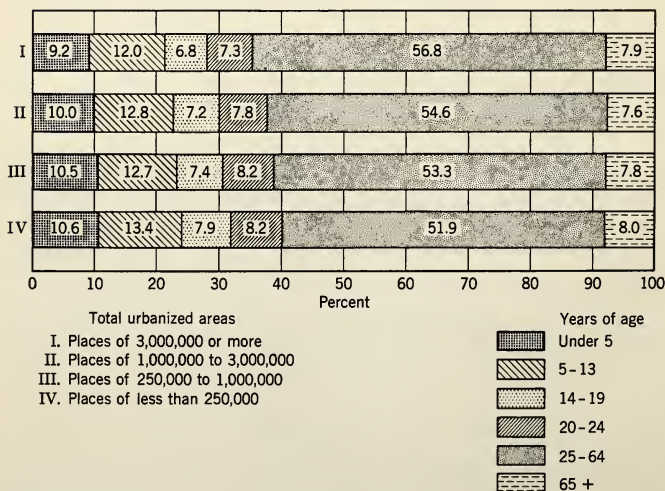 I 9.2 12.0 6.8 7.3 56.8 7.9
II 10.0 12.8 7.2 7.8 54.6 7.6
III 10.5 12.7 7.4 8.2 53.3 7.8
IV 10.6 13.4 7.9 8.2 51.9 8.0
0 10 20 30 40 50 60 70 80 90 100
Percent
Total urbanized areas
I. Places of 3,000,000 or more
II. Places of 1,000,000 to 3,000,000
III. Places of 250,000 to 1,000,000
IV. Places of less than 250,000
Years of age
Under 5
5-13
14-19
20-24
25-64
65 +